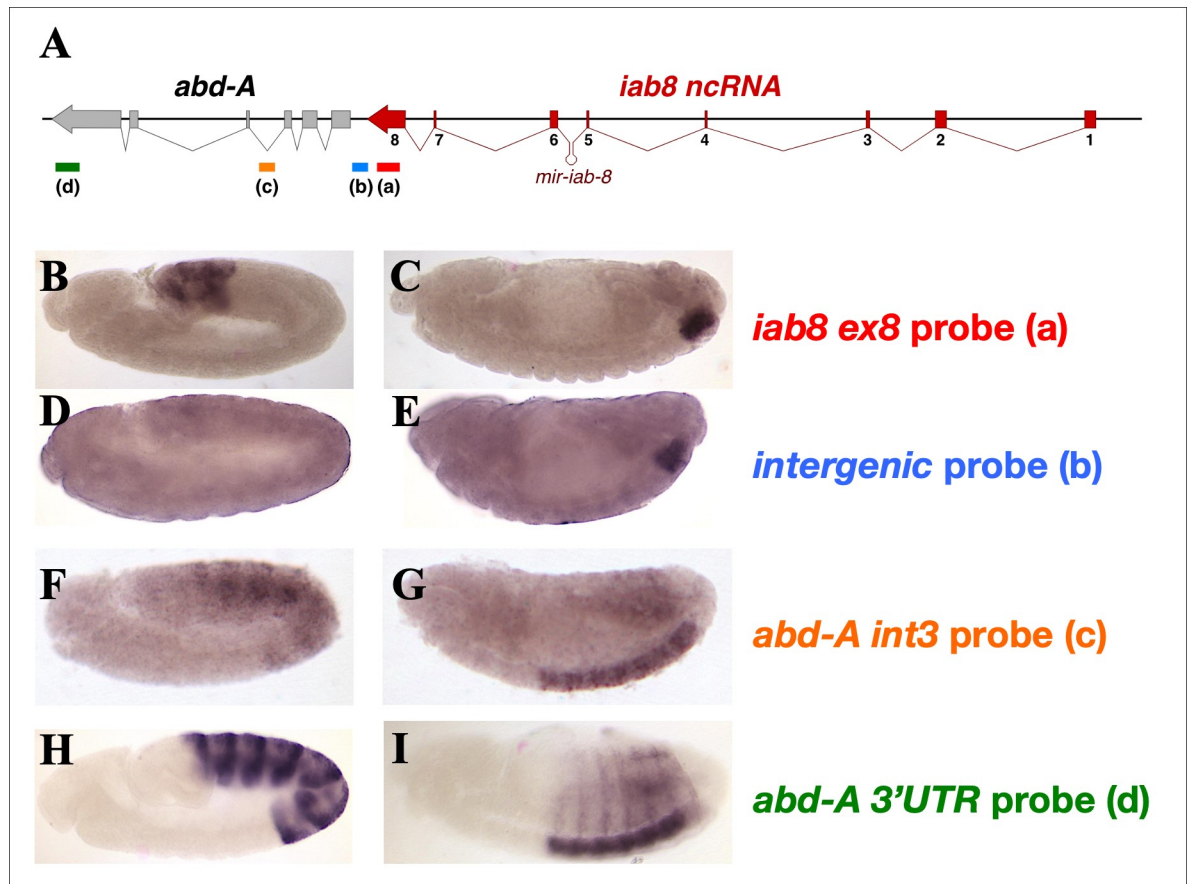 A
abd-A
iab8 ncRNA
8 7 6 5 4 3 2 1
mir-iab-8
(d) (c) (b) (a)
B
C
iab8 ex8 probe (a)
D
E
intergenic probe (b)
F
G
abd-A int3 probe (c)
H
I
abd-A 3’UTR probe (d)